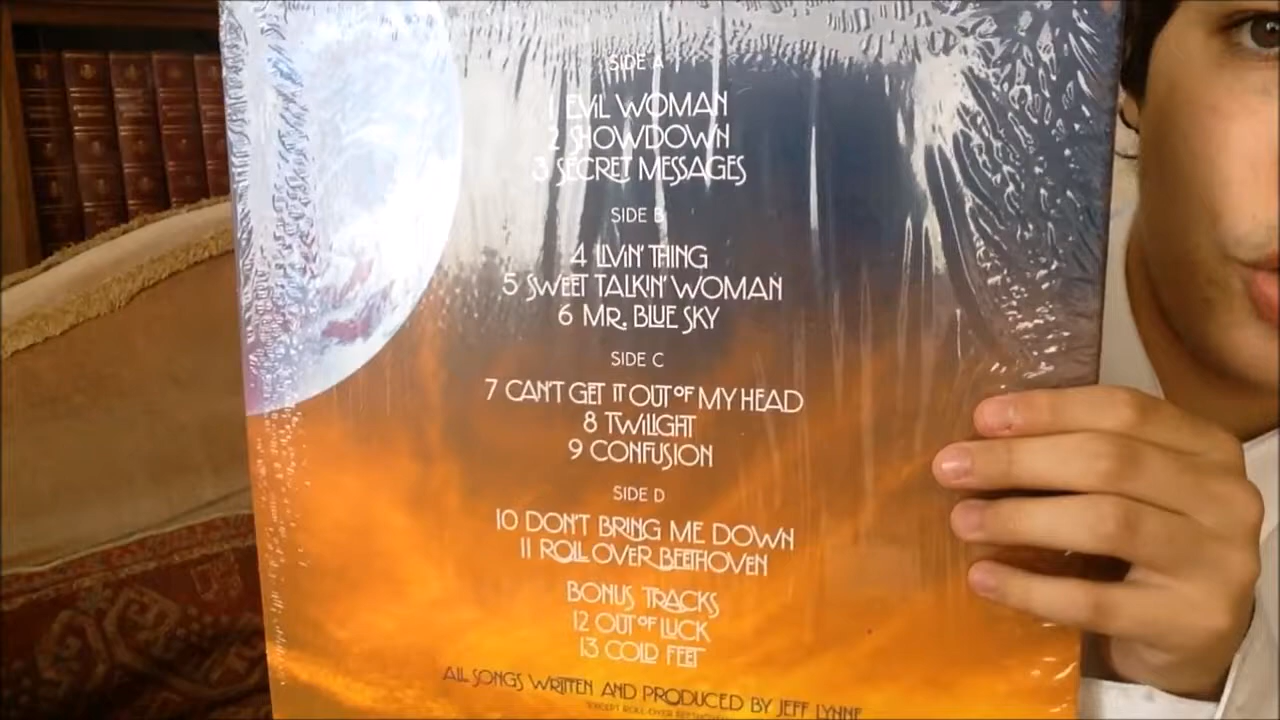 SIDE A
1 EVIL WOMAN
2 SHOWDOWN
3 SECRET MESSAGES
SIDE B
4 LIVIN' THING
5 SWEET TALKIN' WOMAN
6 MR. BLUE SKY
SIDE C
7 CAN'T GET IT OUT OF MY HEAD
8 TWILIGHT
9 CONFUSION
SIDE D
10 DON'T BRING ME DOWN
11 ROLL OVER BEETHOVEN
BONUS TRACKS
12 OUT OF LUCK
13 COLD FEET
ALL SONGS WRITTEN AND PRODUCED BY JEFF LYNNE
EXCEPT ROLL OVER